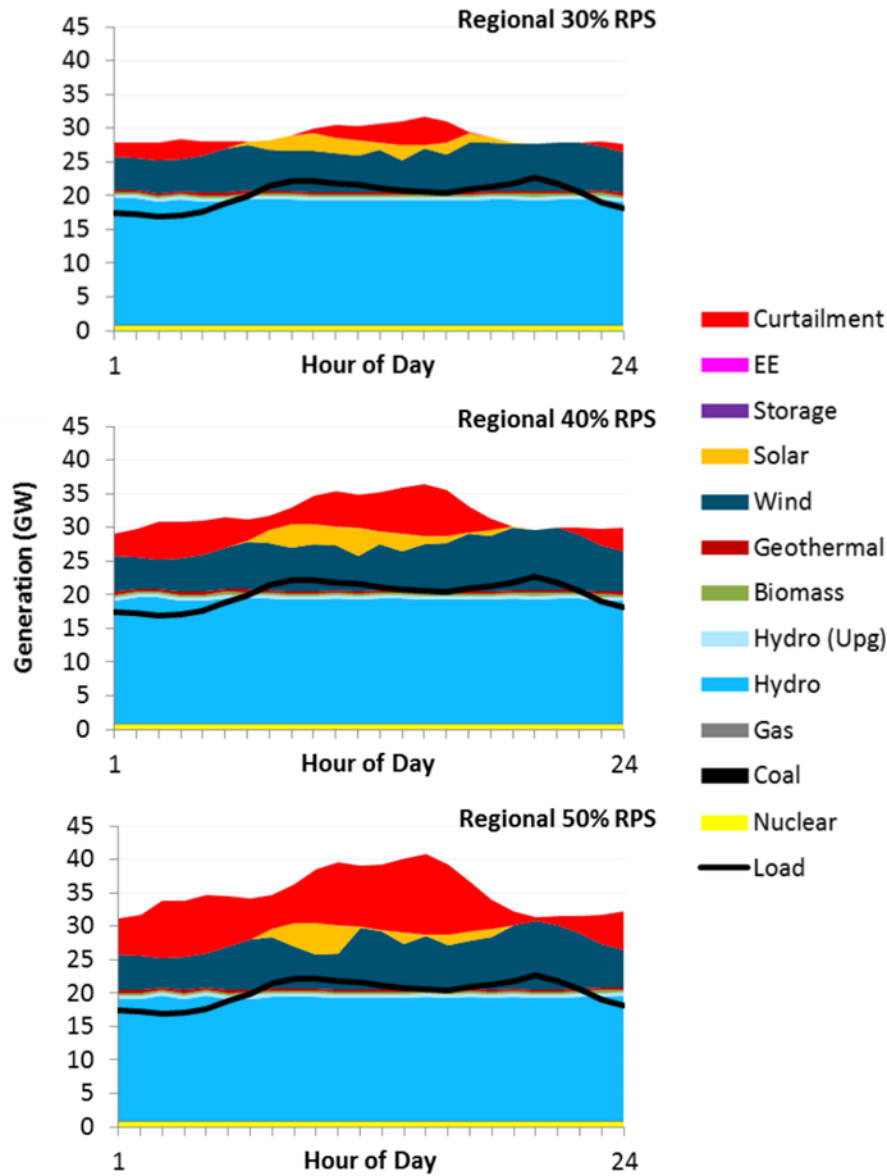 Regional 30% RPS
45
40
35
30
25
20
15
10
5
0
1
Hour of Day
24
Regional 40% RPS
45
40
35
30
25
20
15
10
5
0
1
Hour of Day
24
Regional 50% RPS
45
40
35
30
25
20
15
10
5
0
1
Hour of Day
24
Generation (GW)
Curtailment
EE
Storage
Solar
Wind
Geothermal
Biomass
Hydro (Upg)
Hydro
Gas
Coal
Nuclear
Load